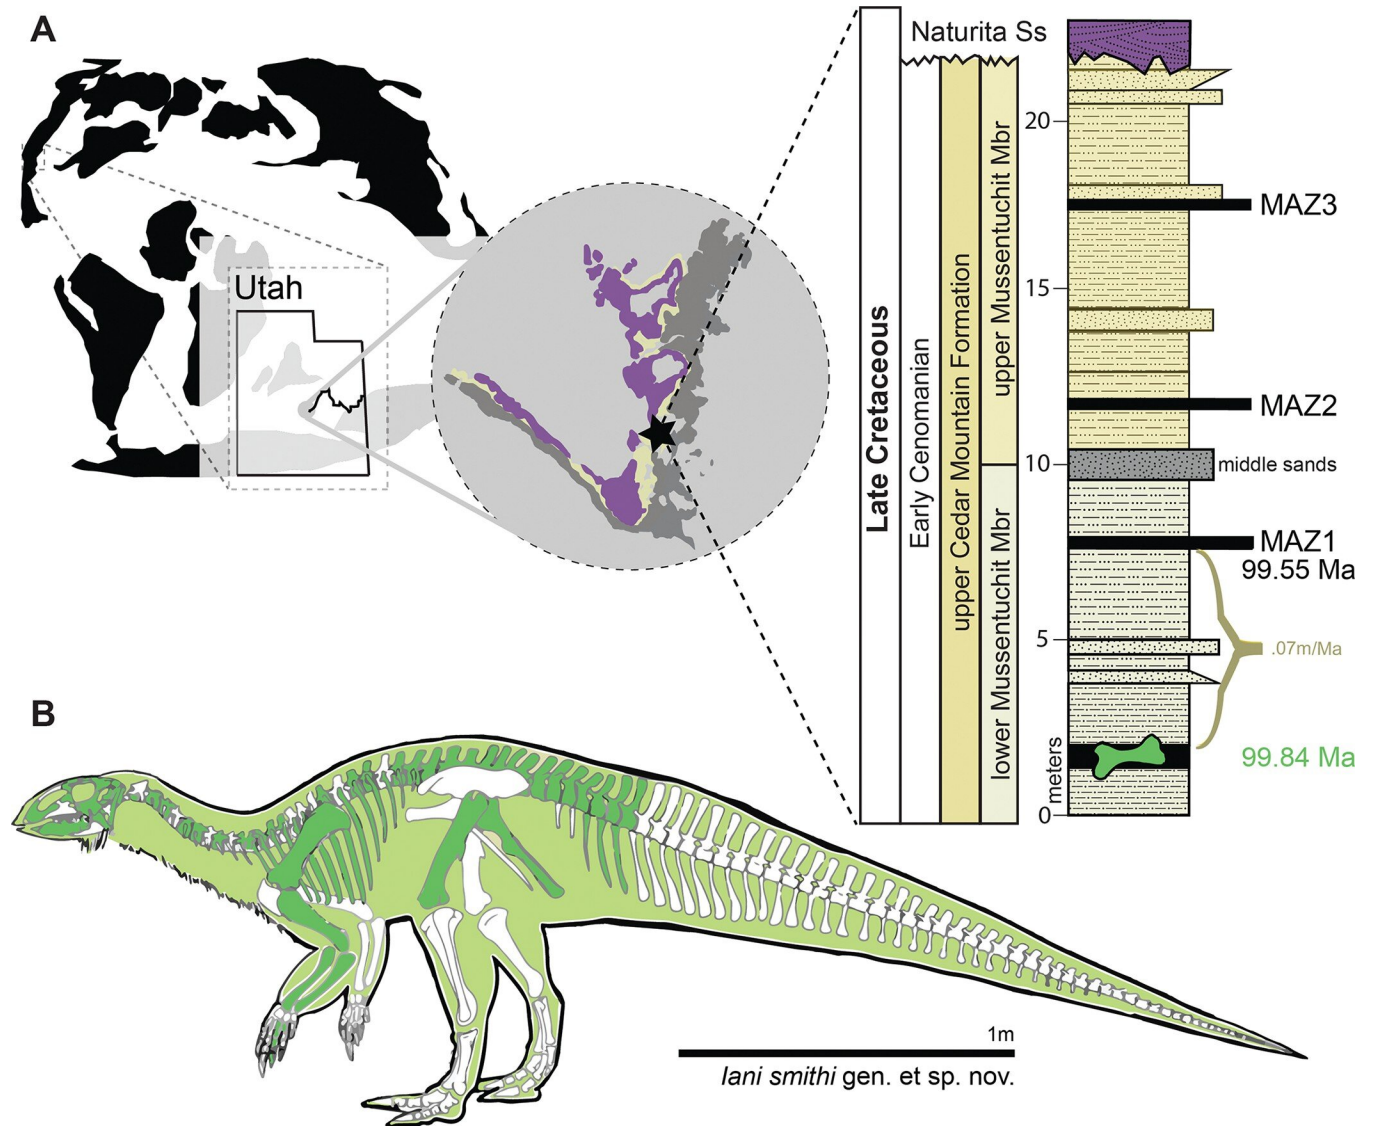 A
Utah
Naturita Ss
Late Cretaceous
Early Cenomanian
upper Cedar Mountain Formation
upper Mussentuchit Mbr
lower Mussentuchit Mbr
20
15
10
5
0
meters
MAZ3
MAZ2
middle sands
MAZ1
99.55 Ma
.07m/Ma
99.84 Ma
B
1m
Iani smithi gen. et sp. nov.